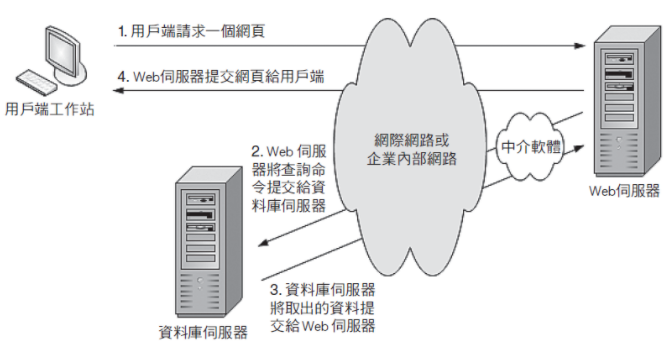 1. 用戶端請求一個網頁
4. Web伺服器提交網頁給用戶端
用戶端工作站
網際網路或
企業內部網路
中介軟體
Web伺服器
2. Web 伺服
器將查詢命
令提交給資
料庫伺服器
3. 資料庫伺服器
將取出的資料提
交給Web 伺服器
資料庫伺服器